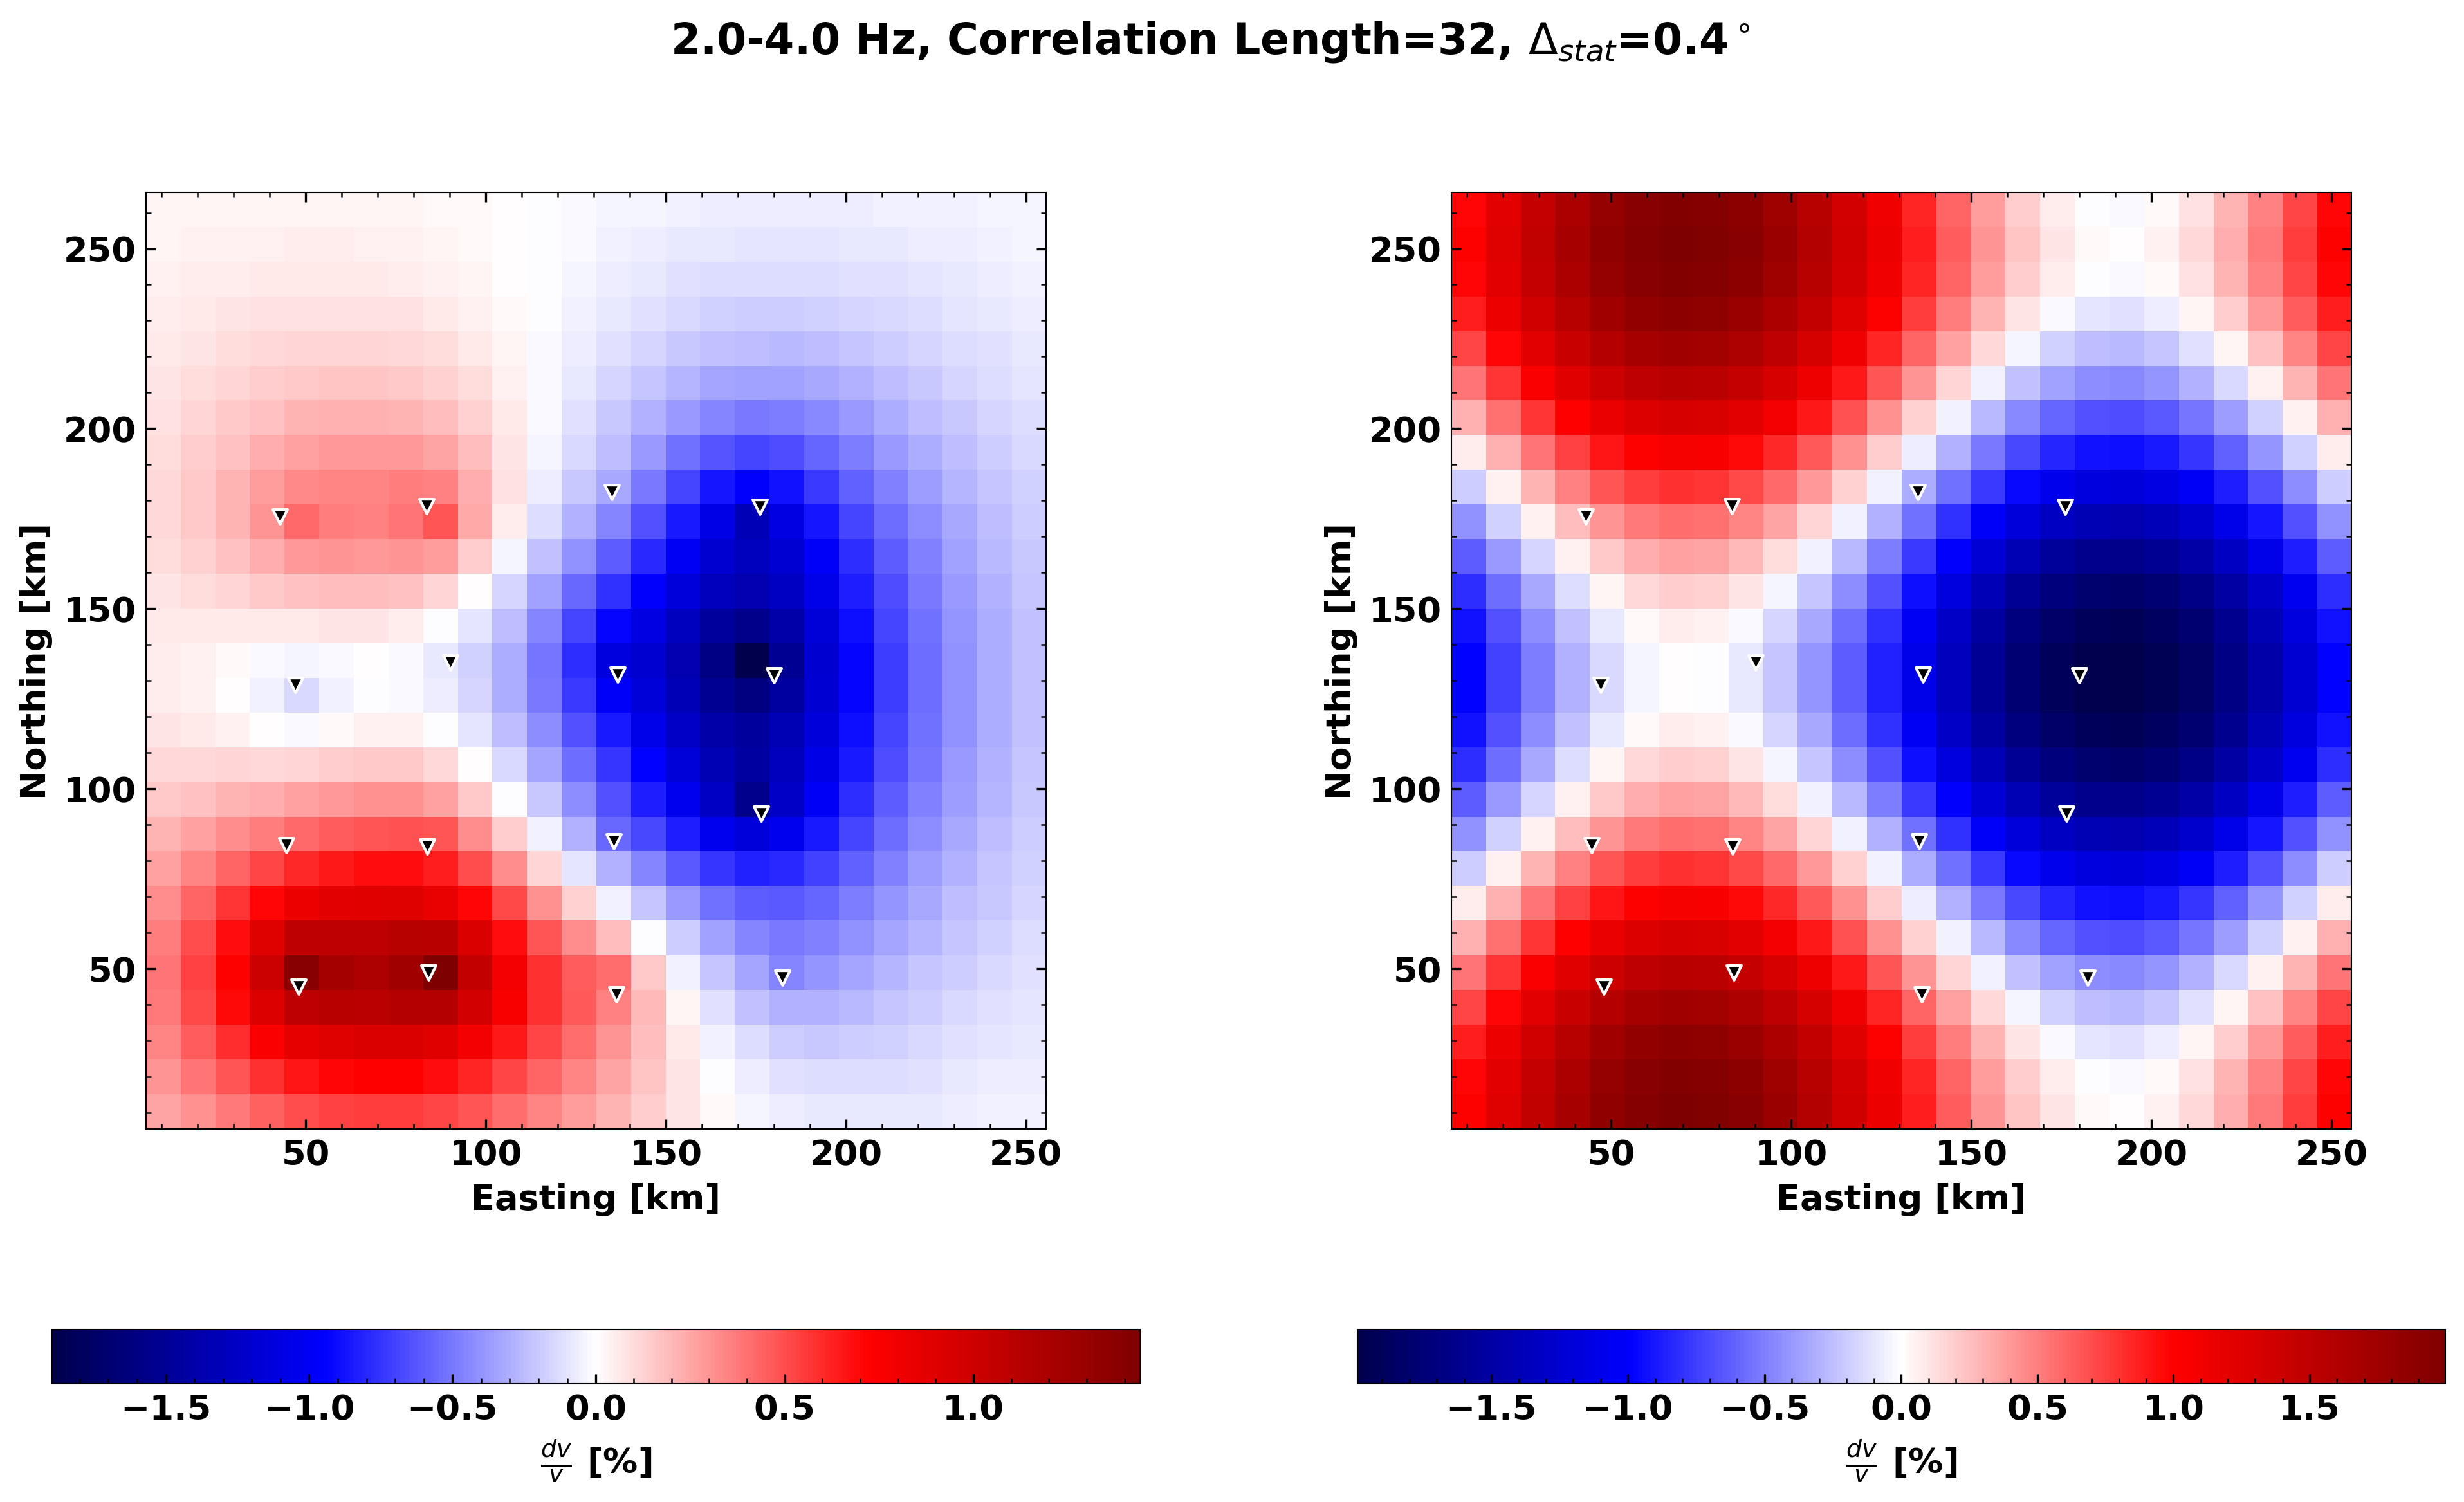 2.0-4.0 Hz, Correlation Length=32, Δstat=0.4°
250
200
150
100
50
Northing [km]
50 100 150 200 250
Easting [km]
250
200
150
100
50
Northing [km]
50 100 150 200 250
Easting [km]
−1.5 −1.0 −0.5 0.0 0.5 1.0
dv/v [%]
−1.5 −1.0 −0.5 0.0 0.5 1.0 1.5
dv/v [%]